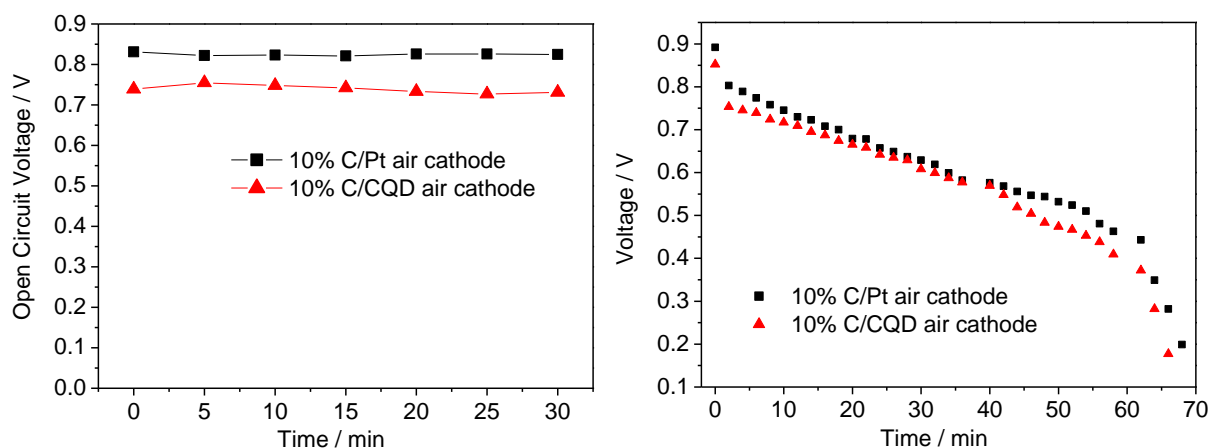 Open Circuit Voltage / V
0.9
0.8
0.7
0.6
0.5
0.4
0.3
0.2
0.1
0.0
10% C/Pt air cathode
10% C/CQD air cathode
0 5 10 15 20 25 30
Time / min
Voltage / V
0.9
0.8
0.7
0.6
0.5
0.4
0.3
0.2
0.1
10% C/Pt air cathode
10% C/CQD air cathode
0 10 20 30 40 50 60 70
Time / min